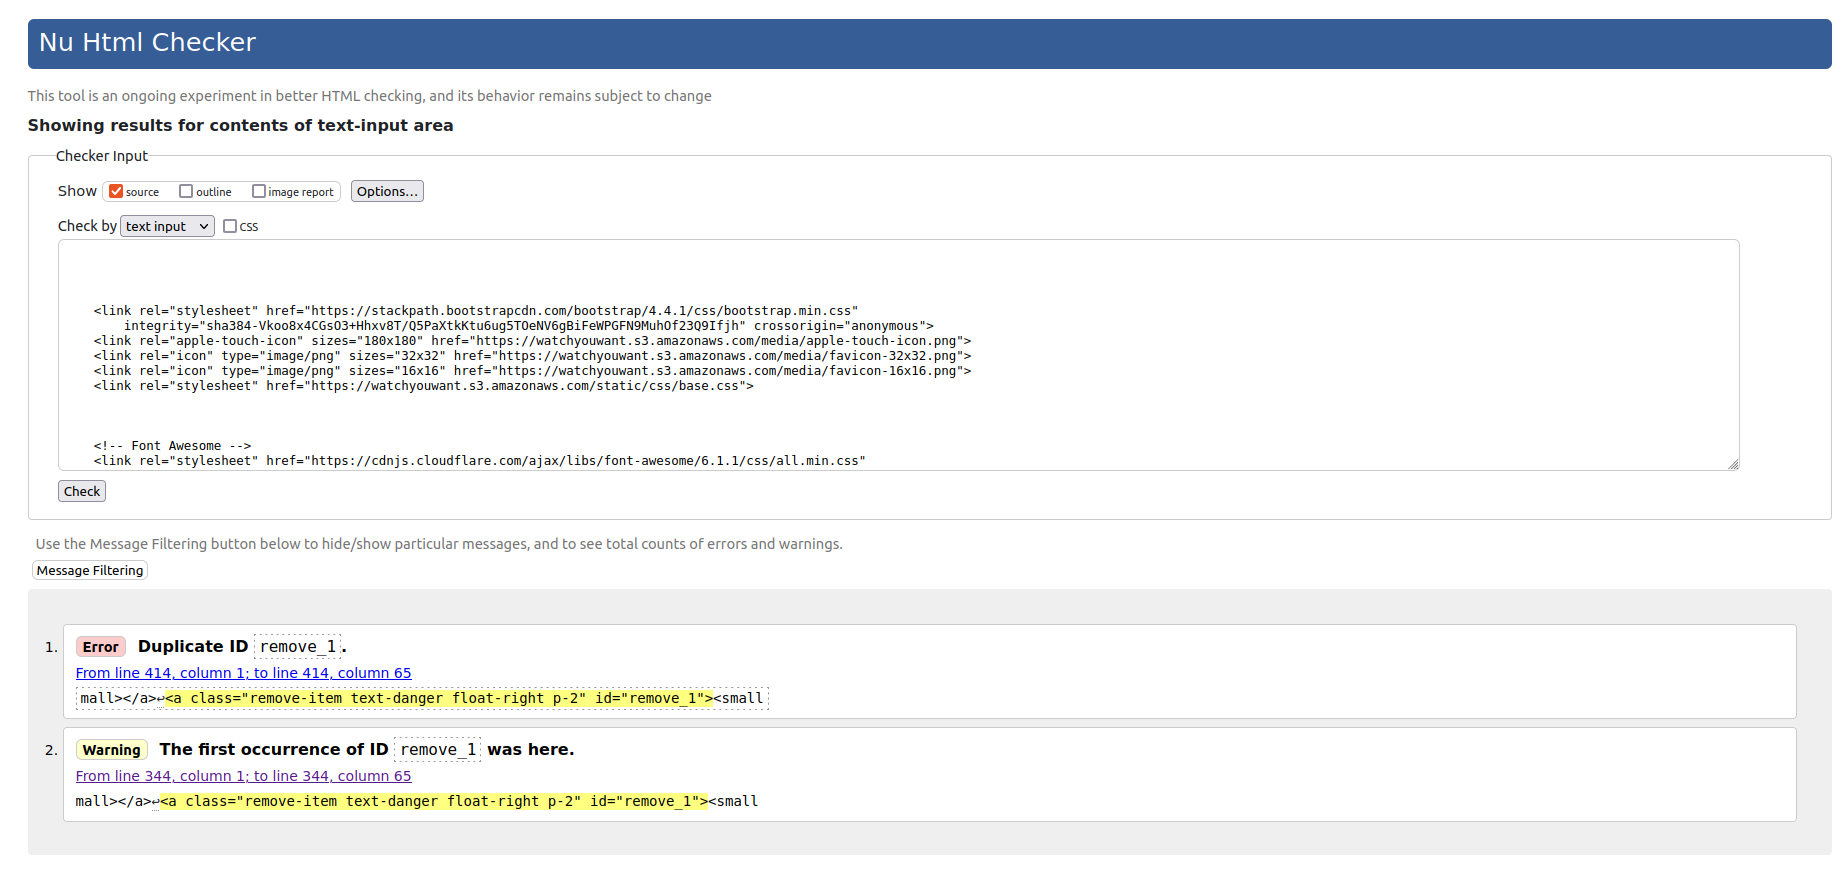 Nu Html Checker
This tool is an ongoing experiment in better HTML checking, and its behavior remains subject to change
Showing results for contents of text-input area
Checker Input
Show source outline image report Options...
Check by text input CSS
<link rel="stylesheet" href="https://stackpath.bootstrapcdn.com/bootstrap/4.4.1/css/bootstrap.min.css"
integrity="sha384-Vkoo8x4CGsO3+Hhxv8T/Q5PaXtkKtu6ug5TOeNV6gBiFeWPGFN9MuhOf23Q9Ifjh" crossorigin="anonymous">
<link rel="apple-touch-icon" sizes="180x180" href="https://watchyouwant.s3.amazonaws.com/media/apple-touch-icon.png">
<link rel="icon" type="image/png" sizes="32x32" href="https://watchyouwant.s3.amazonaws.com/media/favicon-32x32.png">
<link rel="icon" type="image/png" sizes="16x16" href="https://watchyouwant.s3.amazonaws.com/media/favicon-16x16.png">
<link rel="stylesheet" href="https://watchyouwant.s3.amazonaws.com/static/css/base.css">
<!-- Font Awesome -->
<link rel="stylesheet" href="https://cdnjs.cloudflare.com/ajax/libs/font-awesome/6.1.1/css/all.min.css"
Check
Use the Message Filtering button below to hide/show particular messages, and to see total counts of errors and warnings.
Message Filtering
1. Error Duplicate ID remove_1.
From line 414, column 1; to line 414, column 65
mall></a>↩<a class="remove-item text-danger float-right p-2" id="remove_1"><small
2. Warning The first occurrence of ID remove_1 was here.
From line 344, column 1; to line 344, column 65
mall></a>↩<a class="remove-item text-danger float-right p-2" id="remove_1"><small